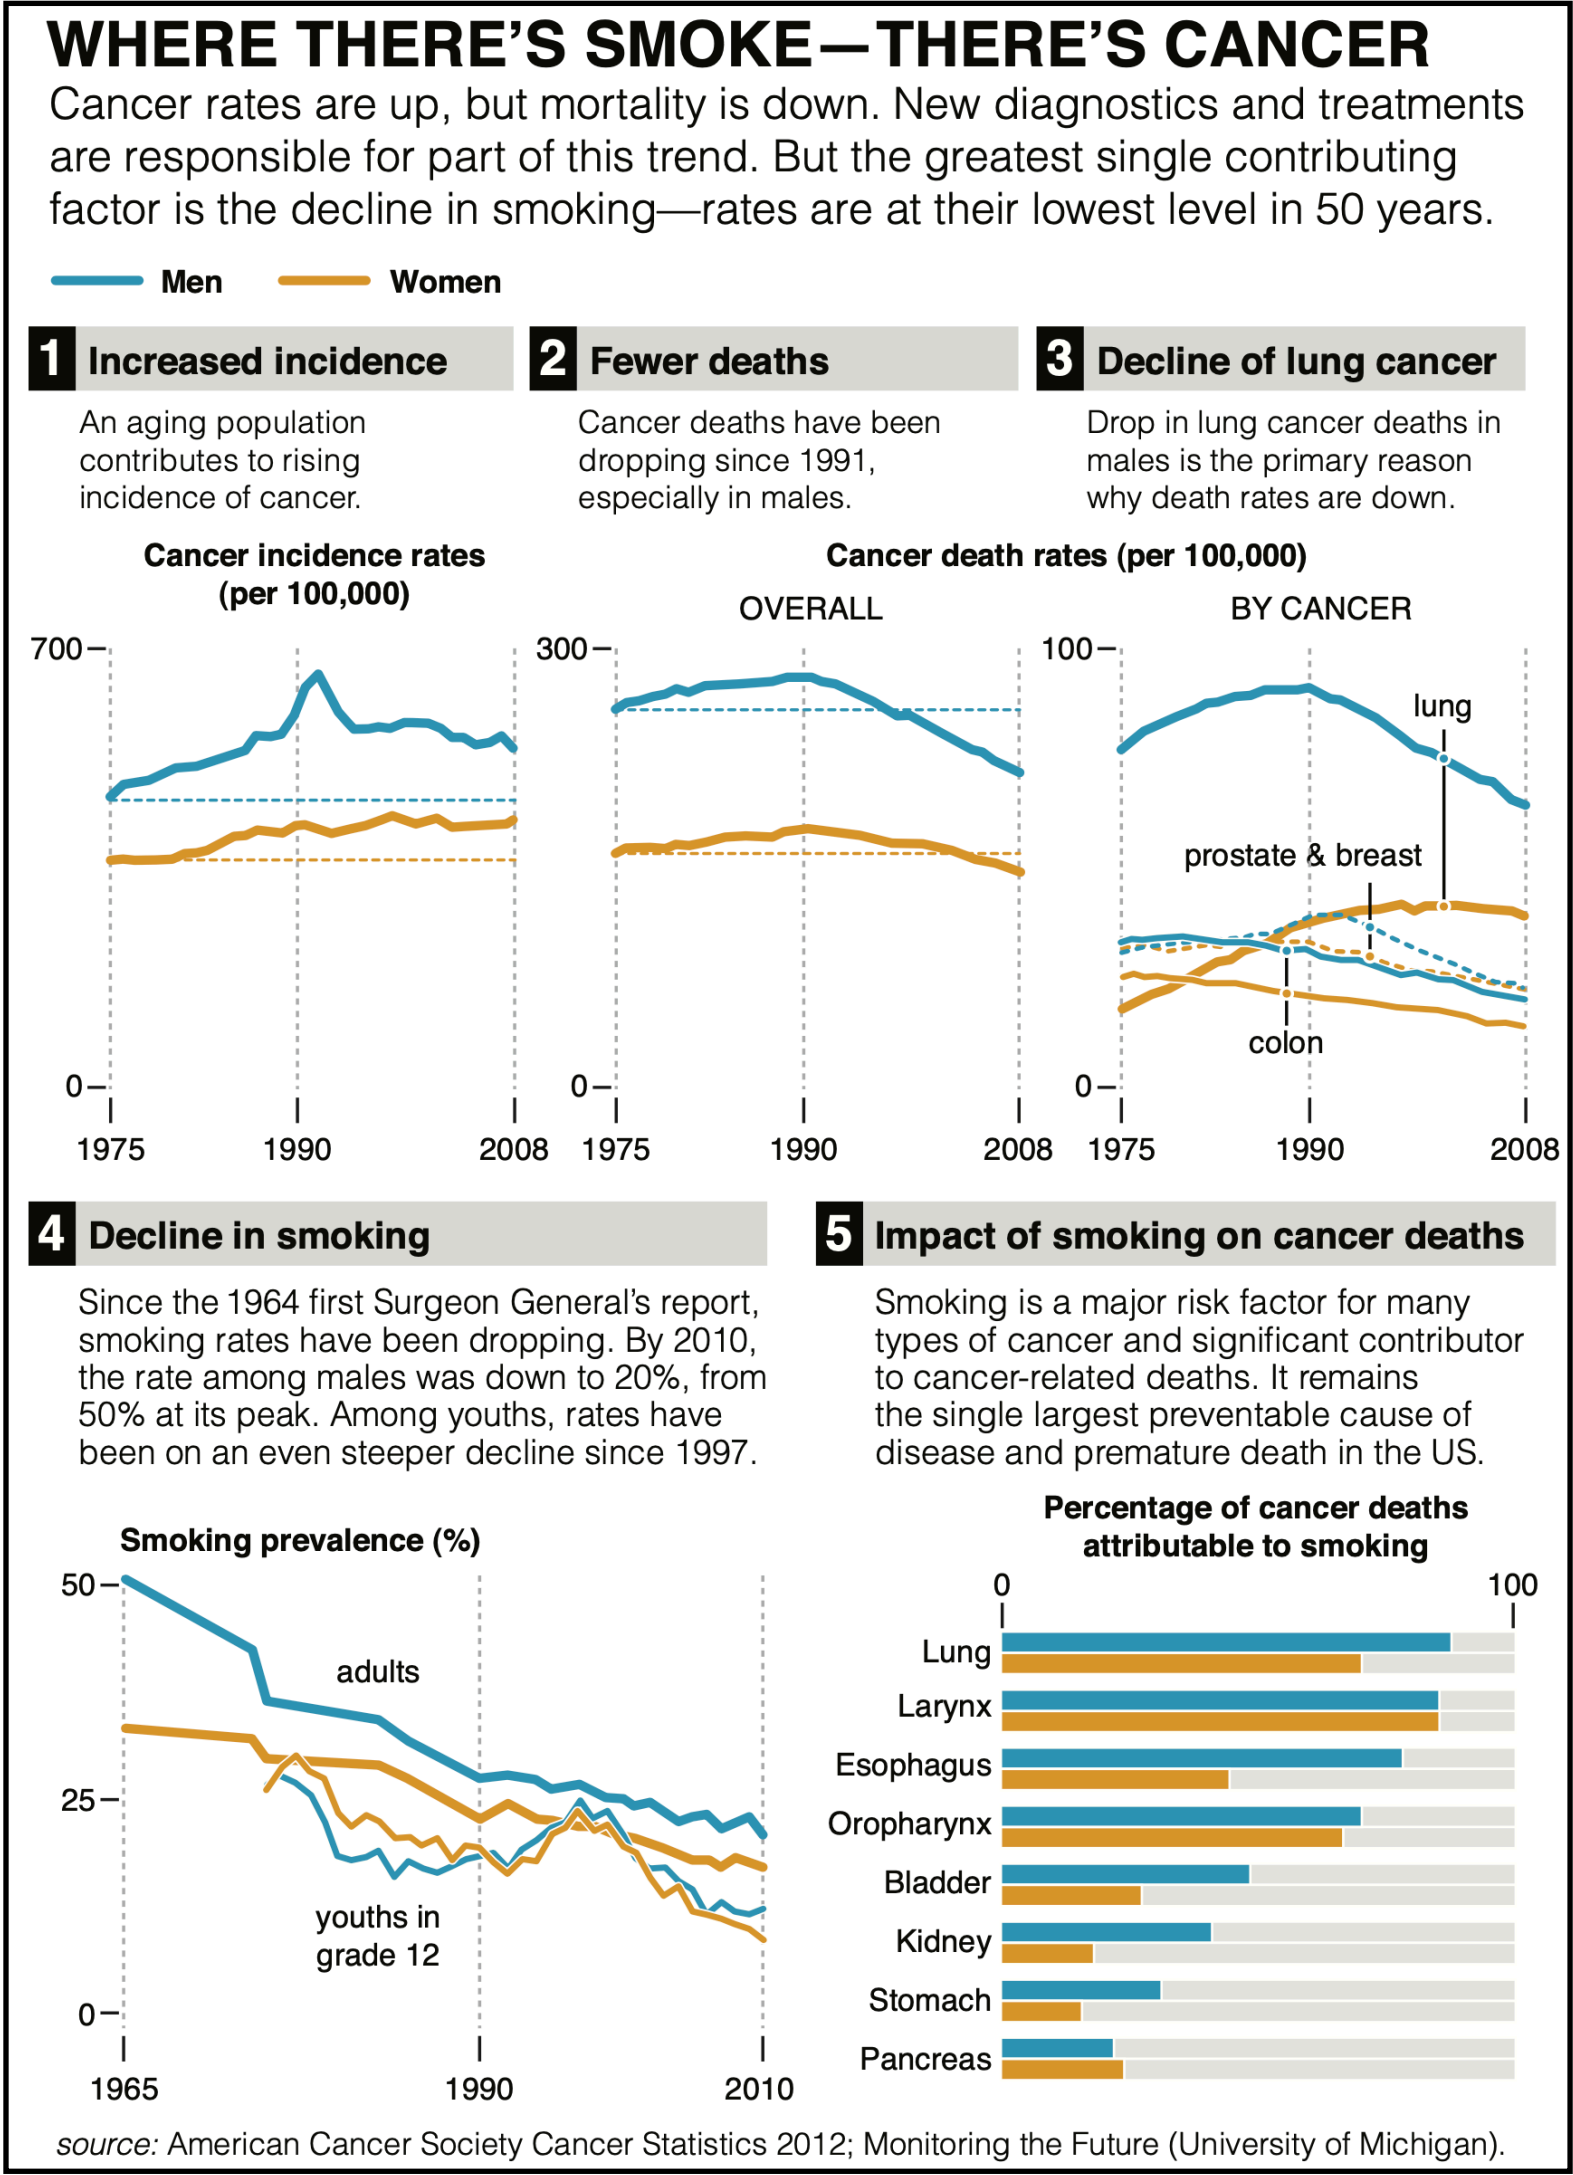 WHERE THERE'S SMOKE—THERE'S CANCER
Cancer rates are up, but mortality is down. New diagnostics and treatments
are responsible for part of this trend. But the greatest single contributing
factor is the decline in smoking—rates are at their lowest level in 50 years.
Men
Women
1 Increased incidence
An aging population
contributes to rising
incidence of cancer.
2 Fewer deaths
Cancer deaths have been
dropping since 1991,
especially in males.
3 Decline of lung cancer
Drop in lung cancer deaths in
males is the primary reason
why death rates are down.
Cancer incidence rates
(per 100,000)
700
0
1975 1990 2008
Cancer death rates (per 100,000)
OVERALL
300
0
1975 1990 2008
BY CANCER
100
lung
prostate & breast
colon
0
1975 1990 2008
4 Decline in smoking
Since the 1964 first Surgeon General's report,
smoking rates have been dropping. By 2010,
the rate among males was down to 20%, from
50% at its peak. Among youths, rates have
been on an even steeper decline since 1997.
Smoking prevalence (%)
50
adults
25
youths in
grade 12
0
1965 1990 2010
5 Impact of smoking on cancer deaths
Smoking is a major risk factor for many
types of cancer and significant contributor
to cancer-related deaths. It remains
the single largest preventable cause of
disease and premature death in the US.
Percentage of cancer deaths
attributable to smoking
0 100
Lung
Larynx
Esophagus
Oropharynx
Bladder
Kidney
Stomach
Pancreas
source: American Cancer Society Cancer Statistics 2012; Monitoring the Future (University of Michigan).